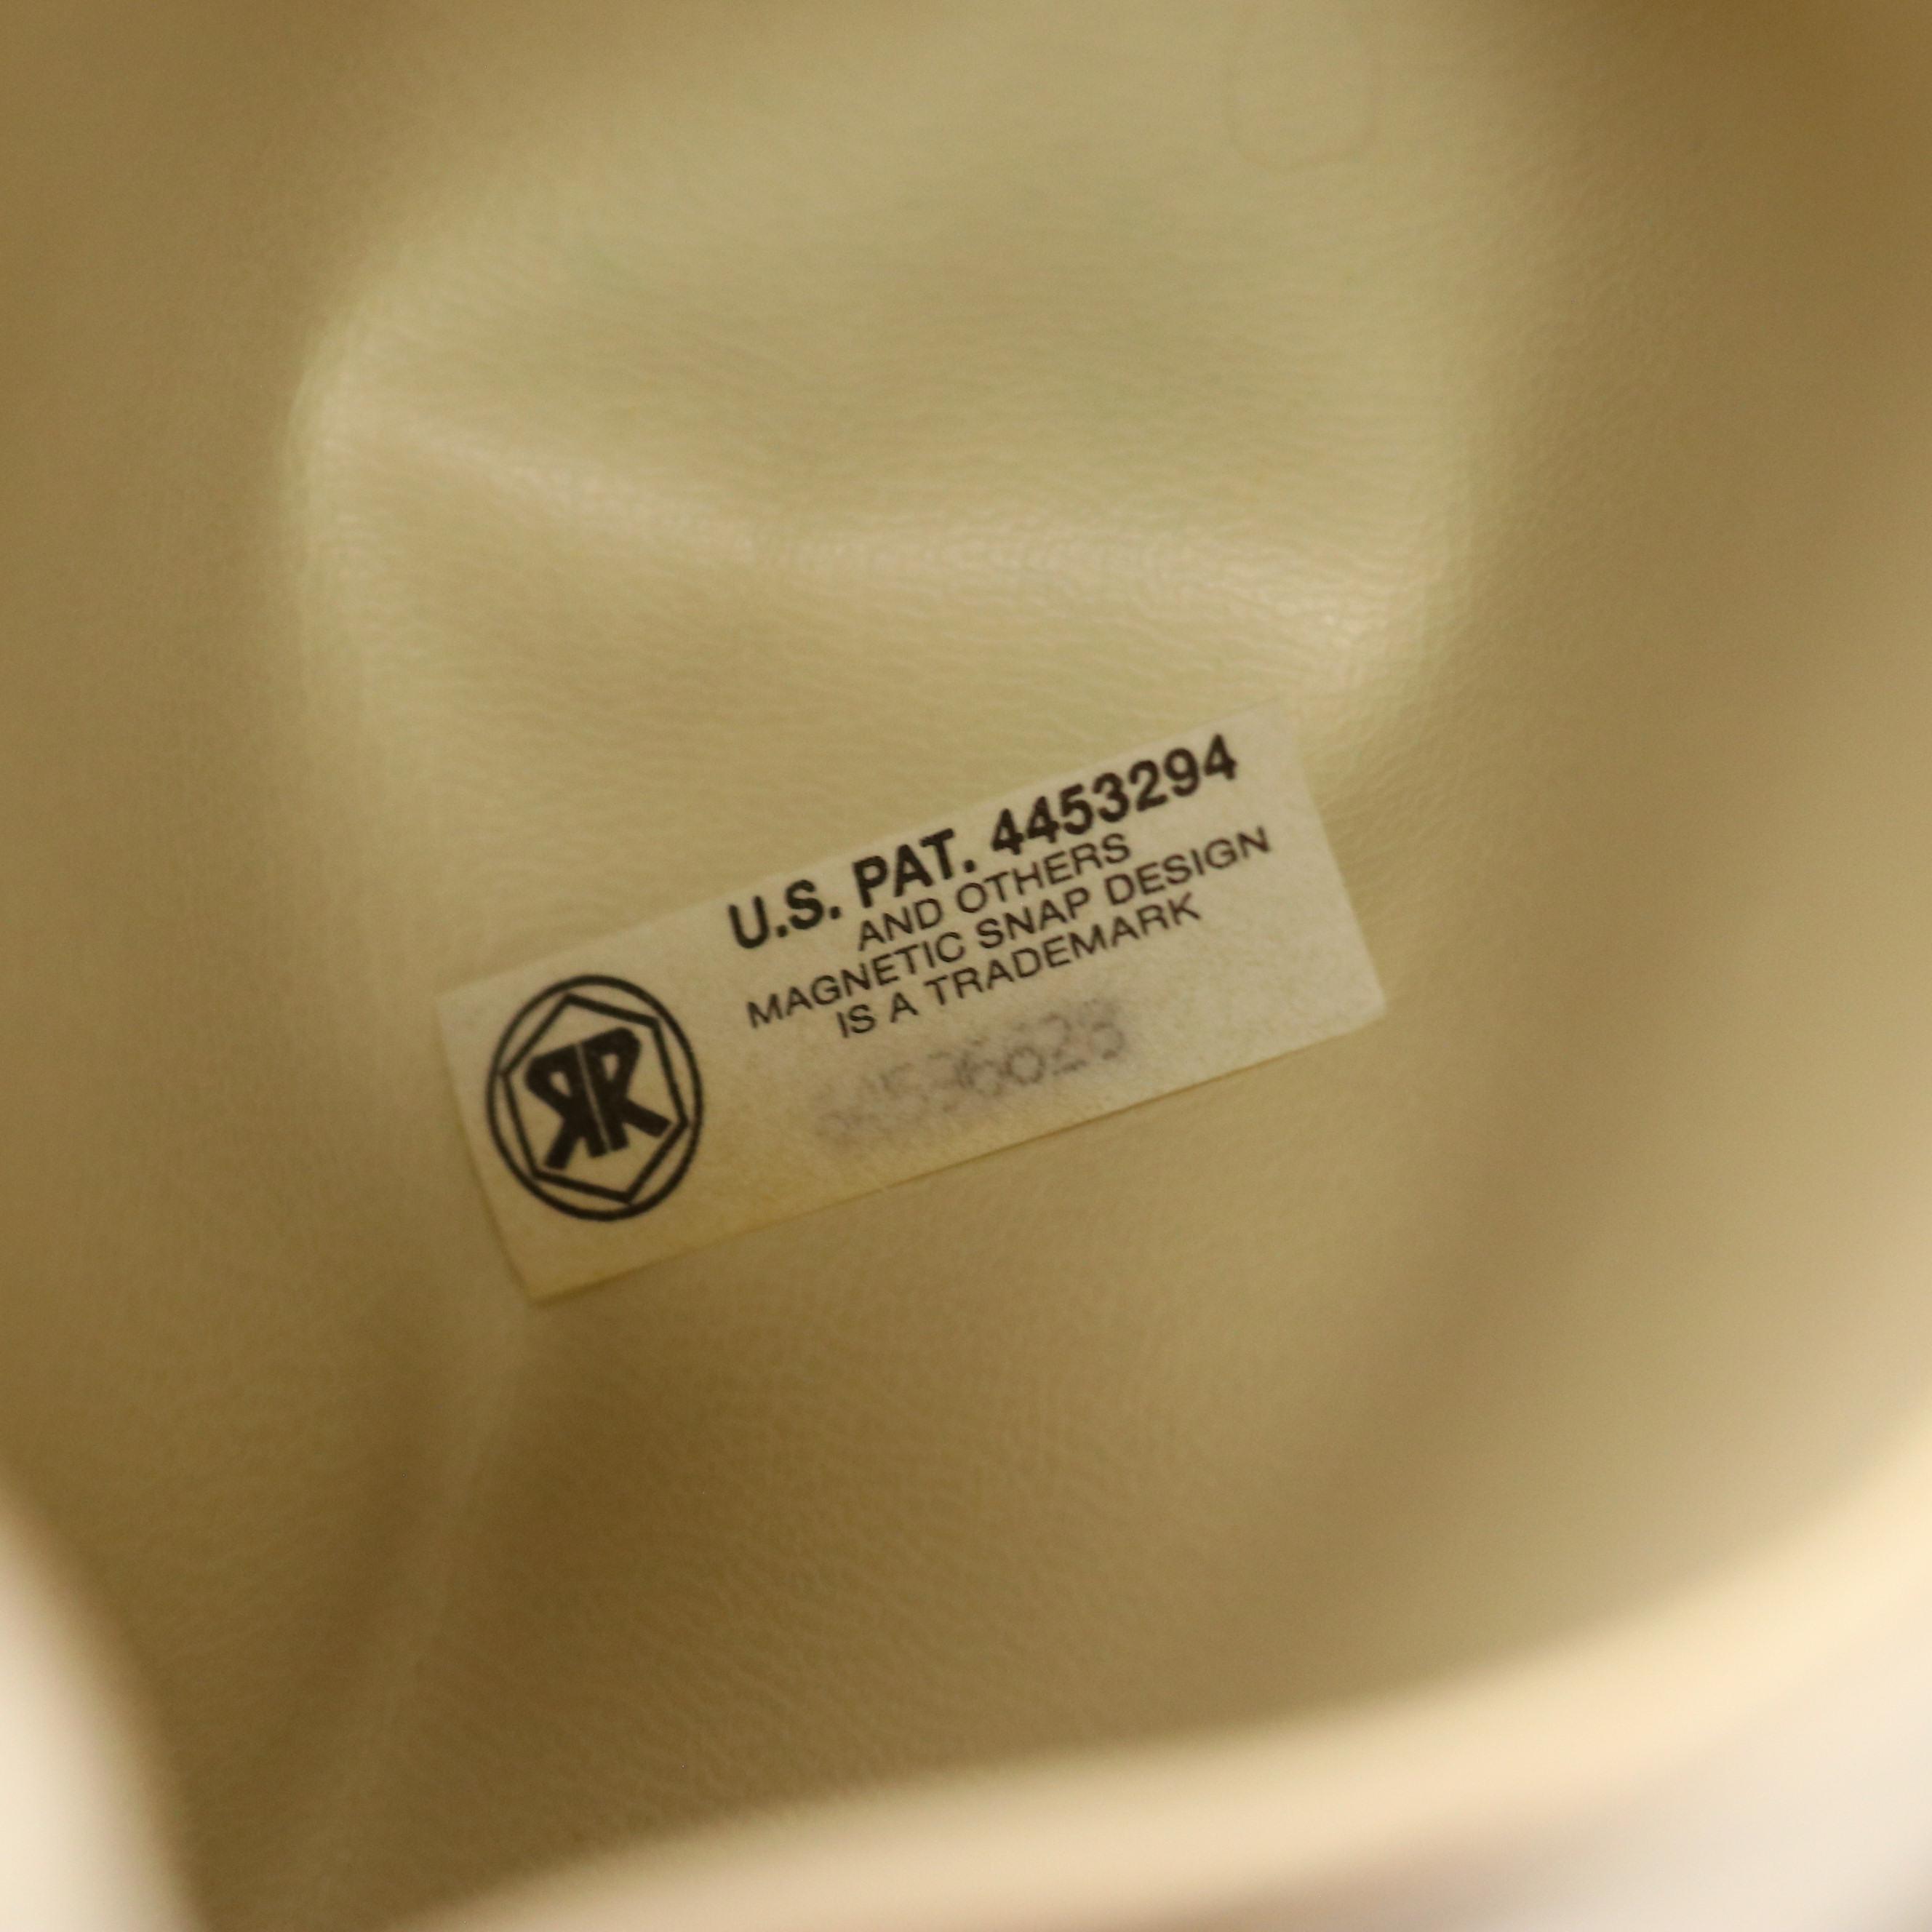 U.S. PAT. 4453294
AND OTHERS
MAGNETIC SNAP DESIGN
IS A TRADEMARK